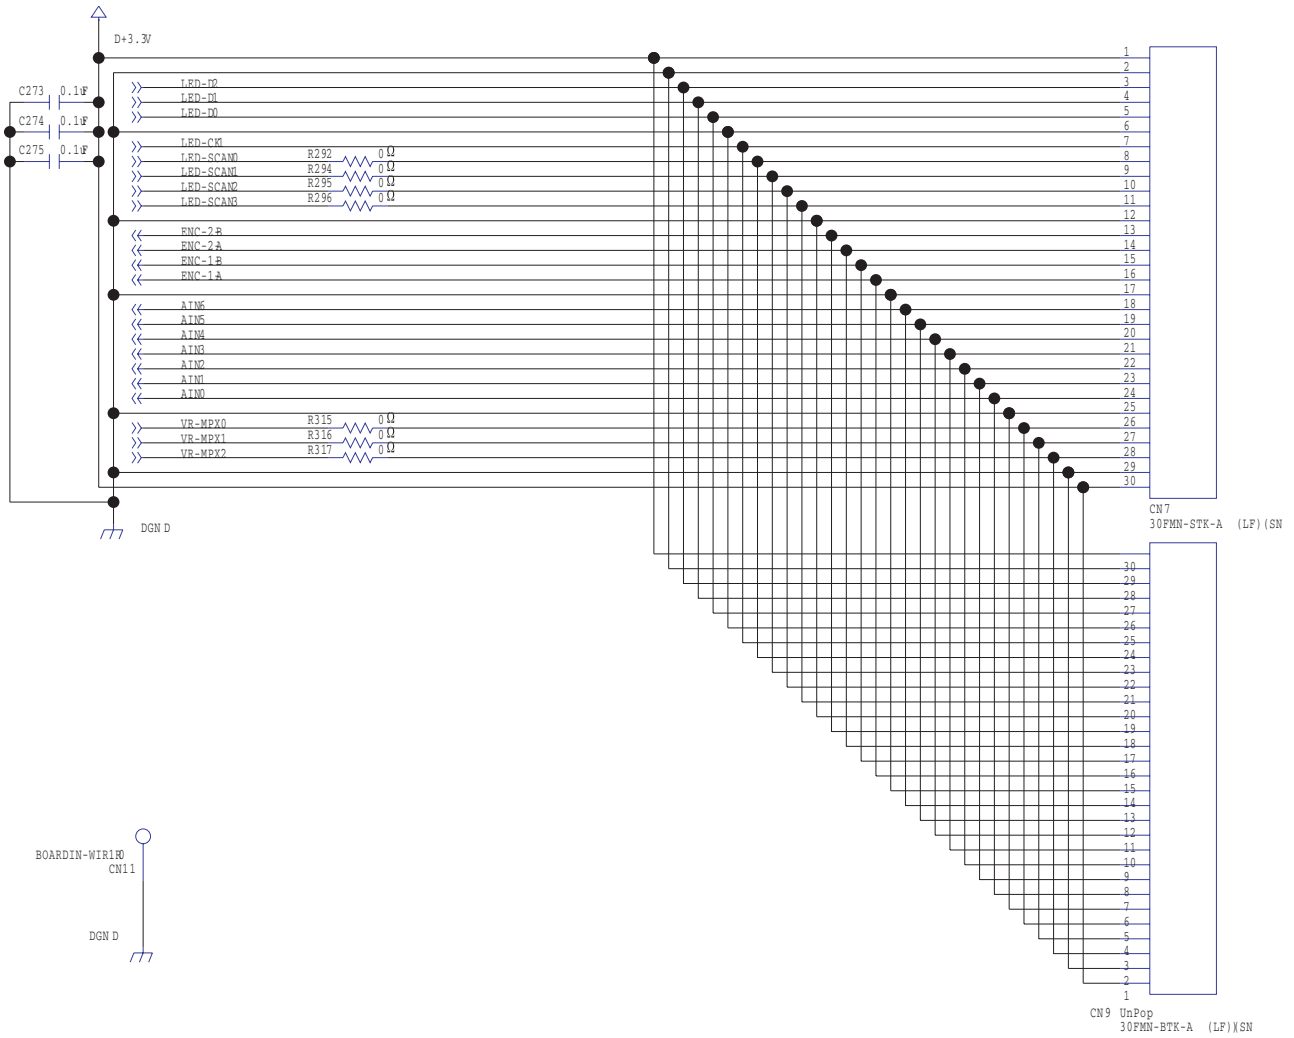 D+3.3V
C273 0.1uF
C274 0.1uF
C275 0.1uF
LED-D2
LED-D1
LED-D0
LED-CK1
LED-SCAN0 R292 0Ω
LED-SCAN1 R294 0Ω
LED-SCAN2 R295 0Ω
LED-SCAN3 R296 0Ω
ENC-2-B
ENC-2-A
ENC-1-B
ENC-1-A
AIN6
AIN5
AIN4
AIN3
AIN2
AIN1
AIN0
VR-MPX0 R315 0Ω
VR-MPX1 R316 0Ω
VR-MPX2 R317 0Ω
DGND
1
2
3
4
5
6
7
8
9
10
11
12
13
14
15
16
17
18
19
20
21
22
23
24
25
26
27
28
29
30
CN7
30FMN-STK-A (LF)(SN
30
29
28
27
26
25
24
23
22
21
20
19
18
17
16
15
14
13
12
11
10
9
8
7
6
5
4
3
2
1
CN9 UnPop
30FMN-BTK-A (LF)(SN
CN11
DGND